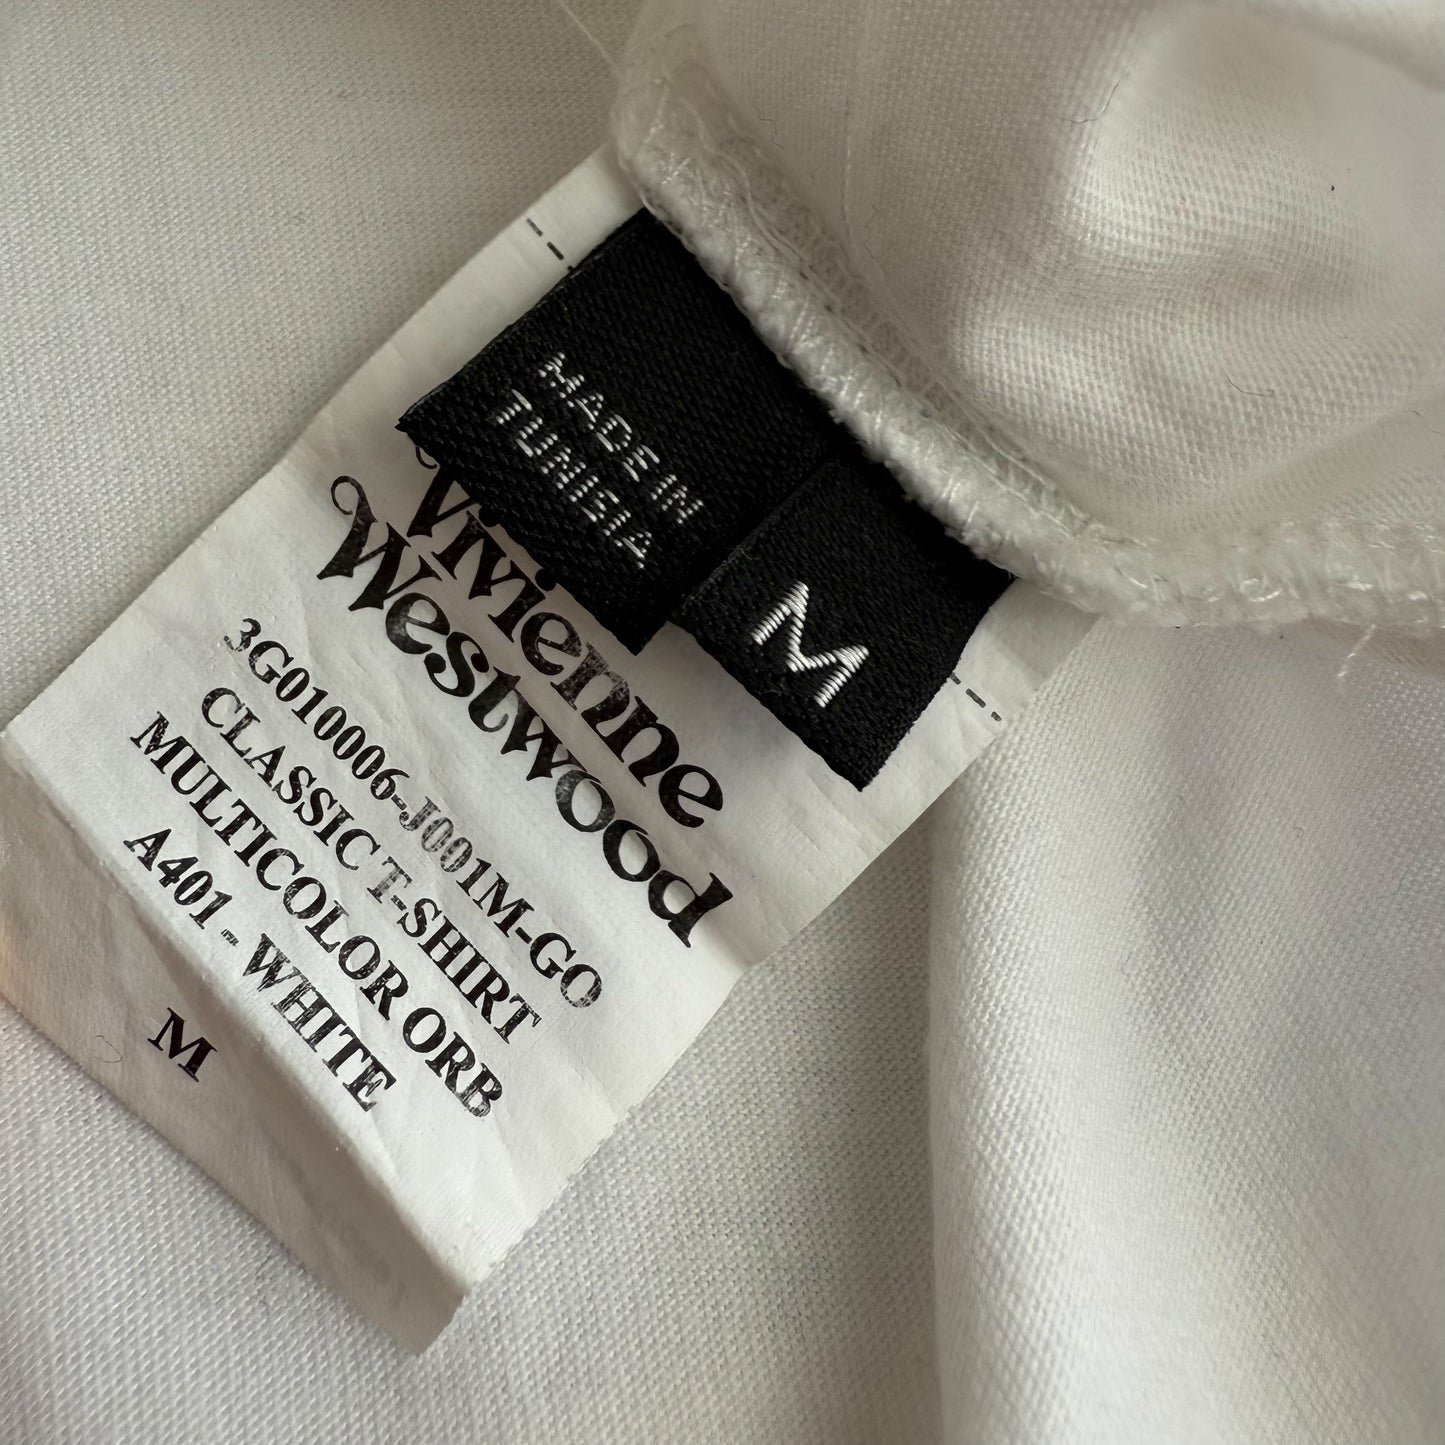 MADE IN
TUNISIA
M
Vivienne
Westwood
3G010006-J001M-GO
CLASSIC T-SHIRT
MULTICOLOR ORB
A401 - WHITE
M